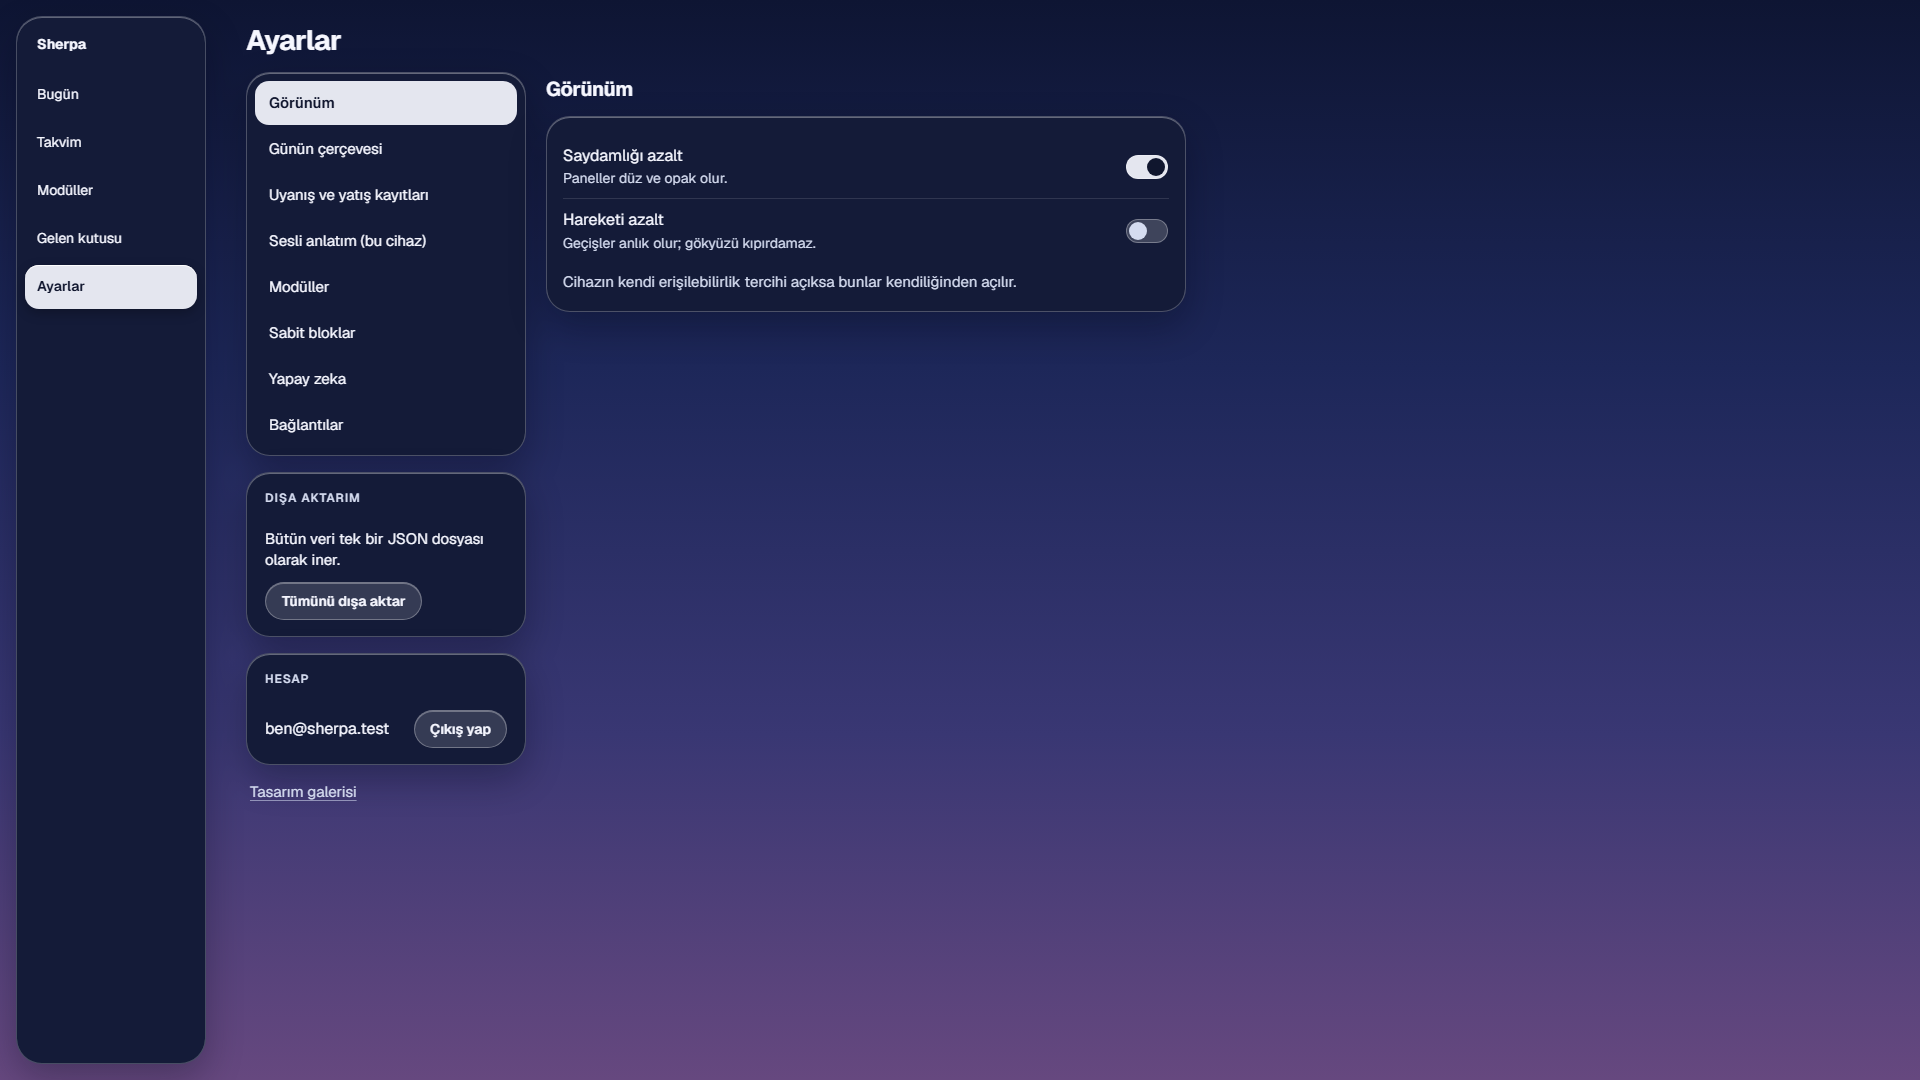 Sherpa
Bugün
Takvim
Modüller
Gelen kutusu
Ayarlar
Ayarlar
Görünüm
Günün çerçevesi
Uyanış ve yatış kayıtları
Sesli anlatım (bu cihaz)
Modüller
Sabit bloklar
Yapay zeka
Bağlantılar
DIŞA AKTARIM
Bütün veri tek bir JSON dosyası
olarak iner.
Tümünü dışa aktar
HESAP
ben@sherpa.test
Çıkış yap
Tasarım galerisi
Görünüm
Saydamlığı azalt
Paneller düz ve opak olur.
Hareketi azalt
Geçişler anlık olur; gökyüzü kıpırdamaz.
Cihazın kendi erişilebilirlik tercihi açıksa bunlar kendiliğinden açılır.